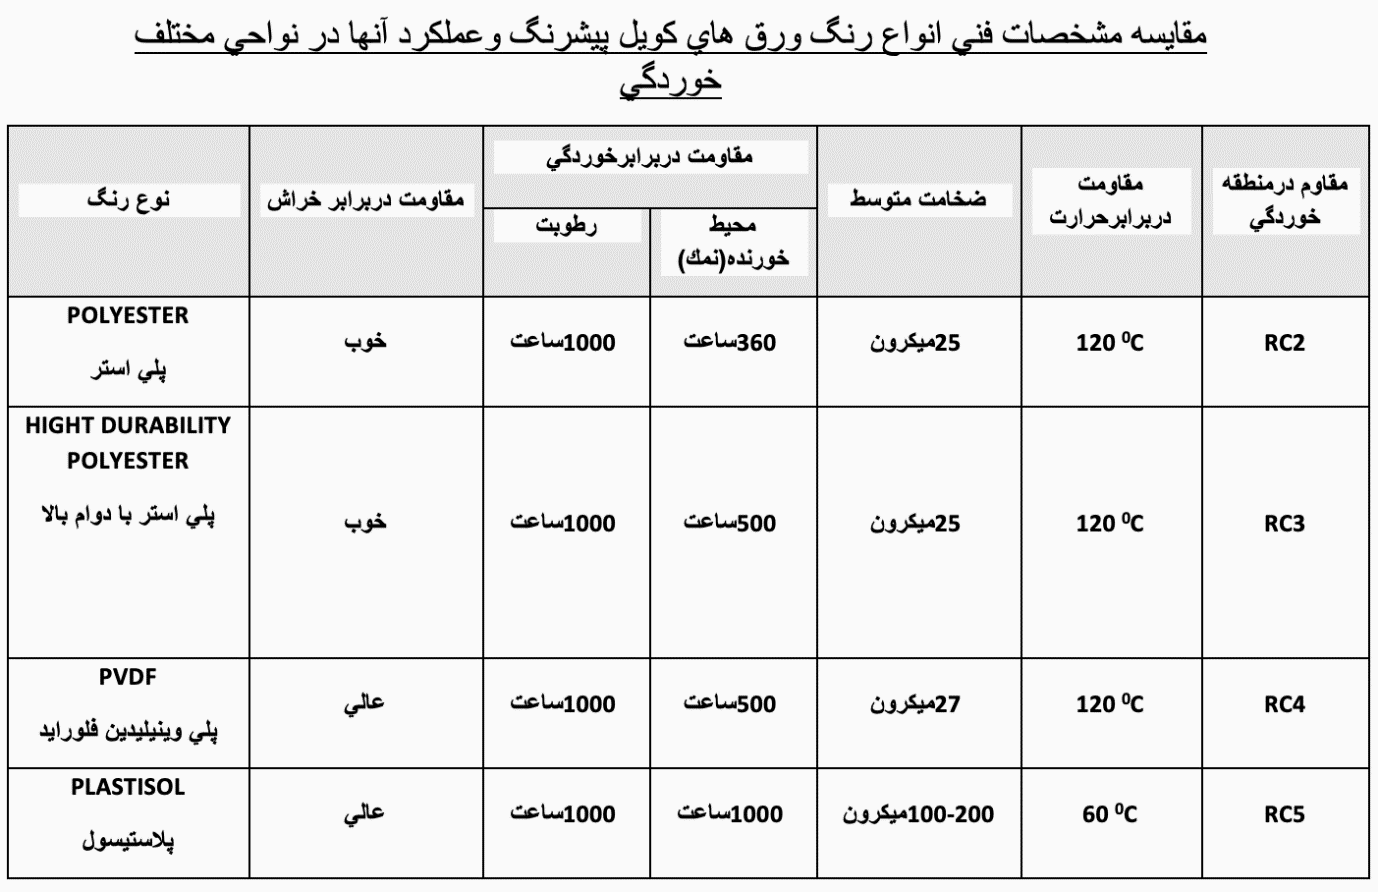 مقايسه مشخصات فني انواع رنگ ورق هاي كويل پيشرنگ وعملكرد آنها در نواحي مختلف
خوردگي
نوع رنگ
مقاومت دربرابر خراش
مقاومت دربرابرخوردگي
رطوبت
محيط
خورنده(نمك)
ضخامت متوسط
مقاومت
دربرابرحرارت
مقاوم درمنطقه
خوردگي
POLYESTER
پلي استر
خوب
1000ساعت
360ساعت
25ميكرون
120 ⁰C
RC2
HIGHT DURABILITY
POLYESTER
پلي استر با دوام بالا
خوب
1000ساعت
500ساعت
25ميكرون
120 ⁰C
RC3
PVDF
پلي وينيليدين فلورايد
عالي
1000ساعت
500ساعت
27ميكرون
120 ⁰C
RC4
PLASTISOL
پلاستيسول
عالي
1000ساعت
1000ساعت
100-200ميكرون
60 ⁰C
RC5